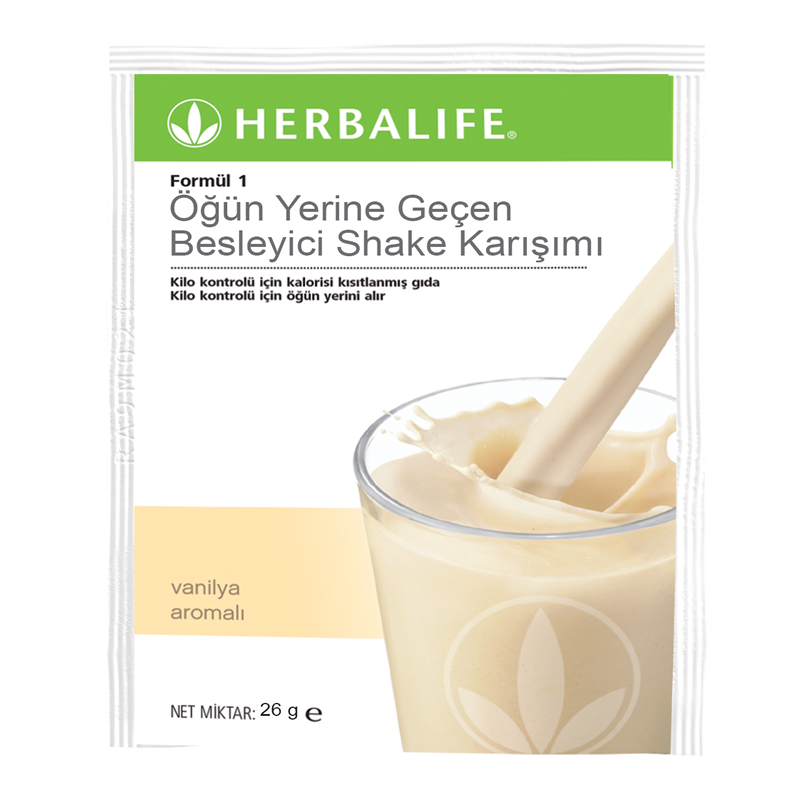 HERBALIFE®
Formül 1
Öğün Yerine Geçen
Besleyici Shake Karışımı
Kilo kontrolü için kalorisi kısıtlanmış gıda
Kilo kontrolü için öğün yerini alır
vanilya
aromalı
NET MİKTAR: 26 g e